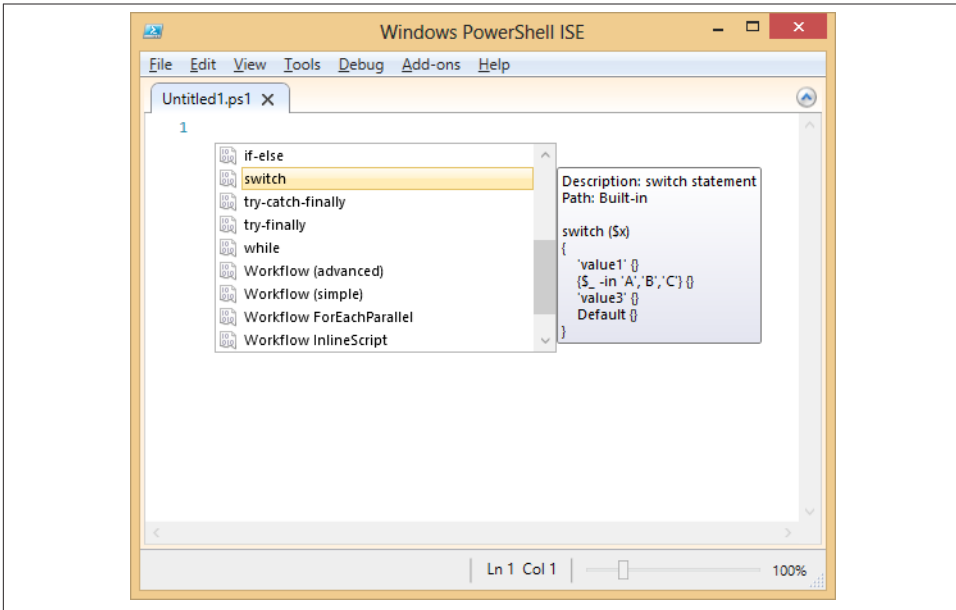 Windows PowerShell ISE
File Edit View Tools Debug Add-ons Help
Untitled1.ps1
1
if-else
switch
try-catch-finally
try-finally
while
Workflow (advanced)
Workflow (simple)
Workflow ForEachParallel
Workflow InlineScript
Description: switch statement
Path: Built-in
switch ($x)
{
'value1' {}
{$_ -in 'A','B','C'} {}
'value3' {}
Default {}
}
Ln 1 Col 1
100%